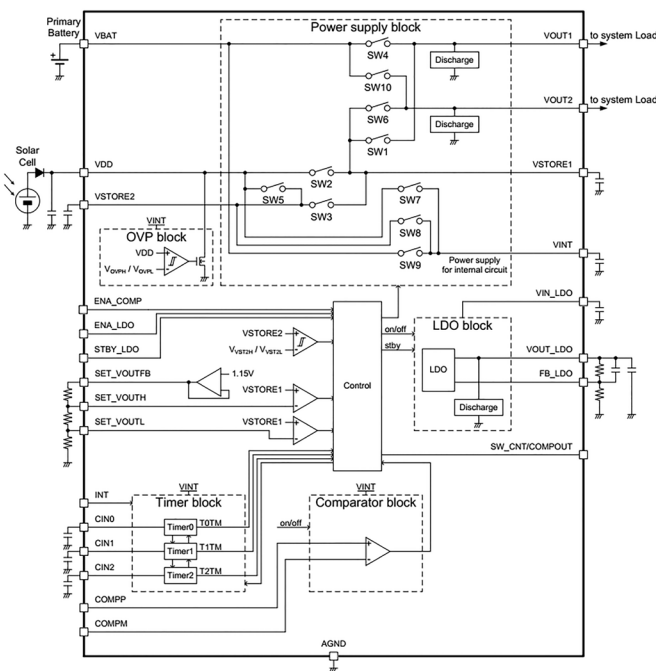 Primary
Battery
+
VBAT
Power supply block
VOUT1
to system Load
SW4
Discharge
SW10
VOUT2
to system Load
SW6
Discharge
SW1
Solar
Cell
VDD
VSTORE1
SW2
VSTORE2
SW5
SW3
SW7
SW8
SW9
VINT
Power supply
for internal circuit
VINT
OVP block
VDD
+
VOVPH / VOVPL
-
ENA_COMP
ENA_LDO
STBY_LDO
VSTORE2
+
VVST2H / VVST2L
-
Control
on/off
stby
VIN_LDO
LDO block
LDO
VOUT_LDO
FB_LDO
Discharge
SET_VOUTFB
1.15V
SET_VOUTH
VSTORE1
+
-
SET_VOUTL
VSTORE1
+
-
SW_CNT/COMPOUT
INT
VINT
Timer block
CIN0
Timer0
T0TM
CIN1
Timer1
T1TM
CIN2
Timer2
T2TM
VINT
Comparator block
on/off
+
-
COMPP
COMPM
AGND